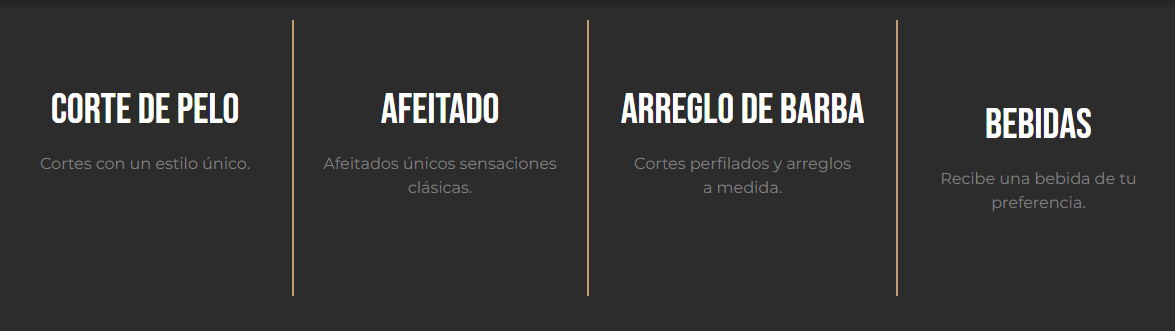 CORTE DE PELO
Cortes con un estilo único.
AFEITADO
Afeitados únicos sensaciones
clásicas.
ARREGLO DE BARBA
Cortes perfilados y arreglos
a medida.
BEBIDAS
Recibe una bebida de tu
preferencia.